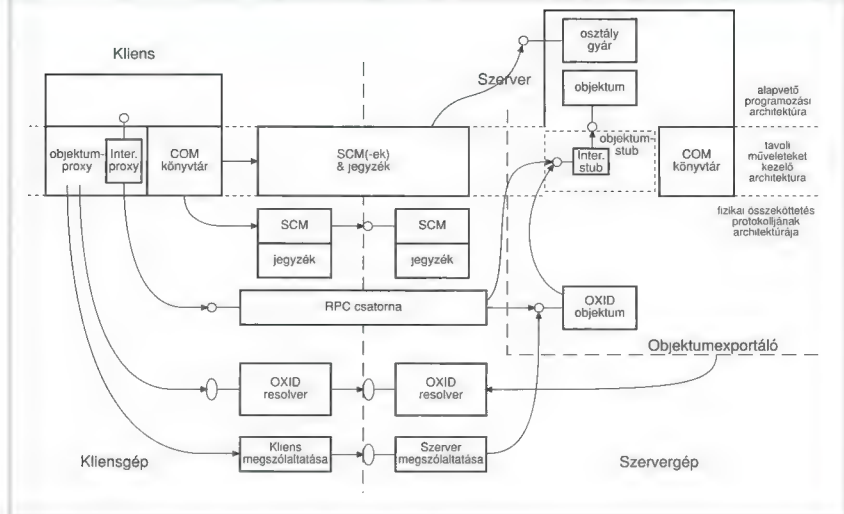 osztály
gyár
Kliens
Szerver
objektum
alapvető
programozási
architektúra
objektum-
stub
objektum-
proxy
Inter.
proxy
COM
könyvtár
SCM(-ek)
& jegyzék
Inter.
stub
COM
könyvtár
tavoli
műveleteket
kezelő
architektura
fizikai összeköttetés
protokolljának
architektúrája
SCM
jegyzék
SCM
jegyzék
RPC csatorna
OXID
objektum
Objektumexportáló
OXID
resolver
OXID
resolver
Kliens
megszólaltatása
Szerver
megszólaltatása
Kliensgép
Szervergép